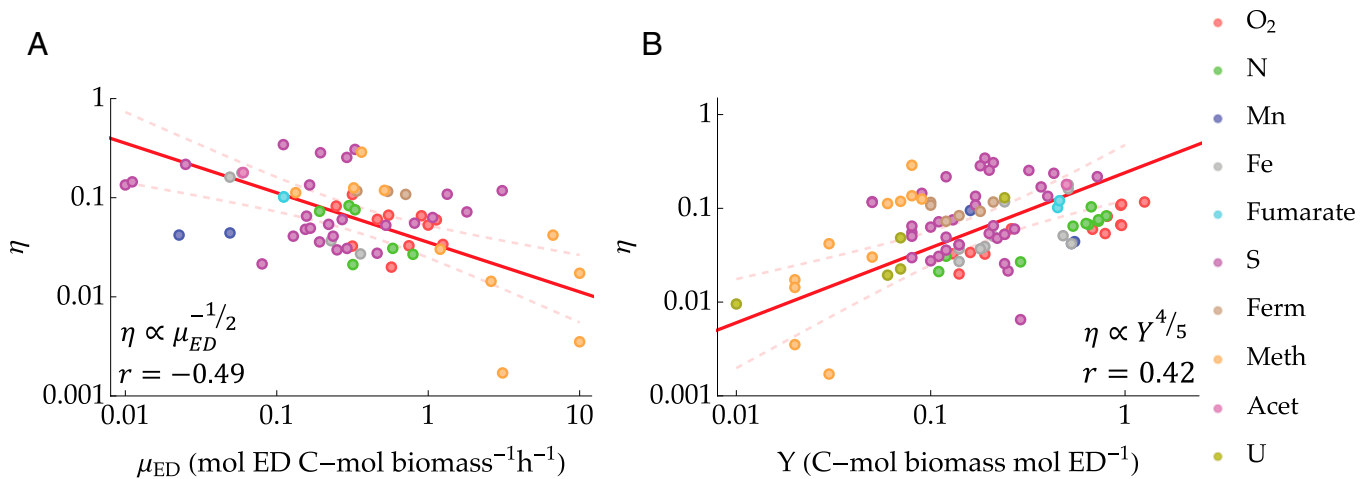 A
η
1
0.1
0.01
0.001
0.01 0.1 1 10
μ_ED (mol ED C−mol biomass⁻¹h⁻¹)
η ∝ μ_ED^(−1/2)
r = −0.49
B
η
1
0.1
0.01
0.001
0.01 0.1 1
Y (C−mol biomass mol ED⁻¹)
η ∝ Y^(4/5)
r = 0.42
O₂
N
Mn
Fe
Fumarate
S
Ferm
Meth
Acet
U